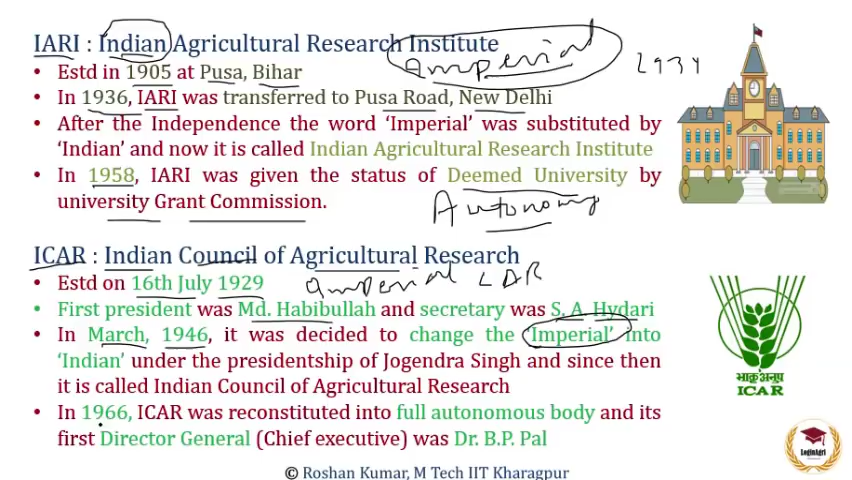 IARI : Indian Agricultural Research Institute
Imperial
1934
• Estd in 1905 at Pusa, Bihar
• In 1936, IARI was transferred to Pusa Road, New Delhi
• After the Independence the word ‘Imperial’ was substituted by
‘Indian’ and now it is called Indian Agricultural Research Institute
• In 1958, IARI was given the status of Deemed University by
university Grant Commission.
Autonomy
ICAR : Indian Council of Agricultural Research
• Estd on 16th July 1929
Imperial CAR
• First president was Md. Habibullah and secretary was S. A. Hydari
• In March, 1946, it was decided to change the ‘Imperial’ into
‘Indian’ under the presidentship of Jogendra Singh and since then
it is called Indian Council of Agricultural Research
• In 1966, ICAR was reconstituted into full autonomous body and its
first Director General (Chief executive) was Dr. B.P. Pal
भाकृअनुप
ICAR
LoginAgri
© Roshan Kumar, M Tech IIT Kharagpur